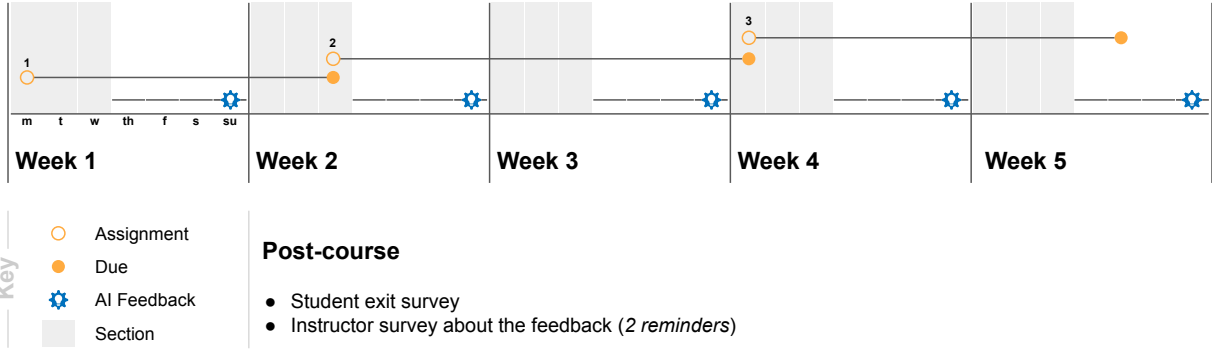 3
2
1
m t w th f s su
Week 1 Week 2 Week 3 Week 4 Week 5
Key
Assignment
Due
AI Feedback
Section
Post-course
● Student exit survey
● Instructor survey about the feedback (2 reminders)